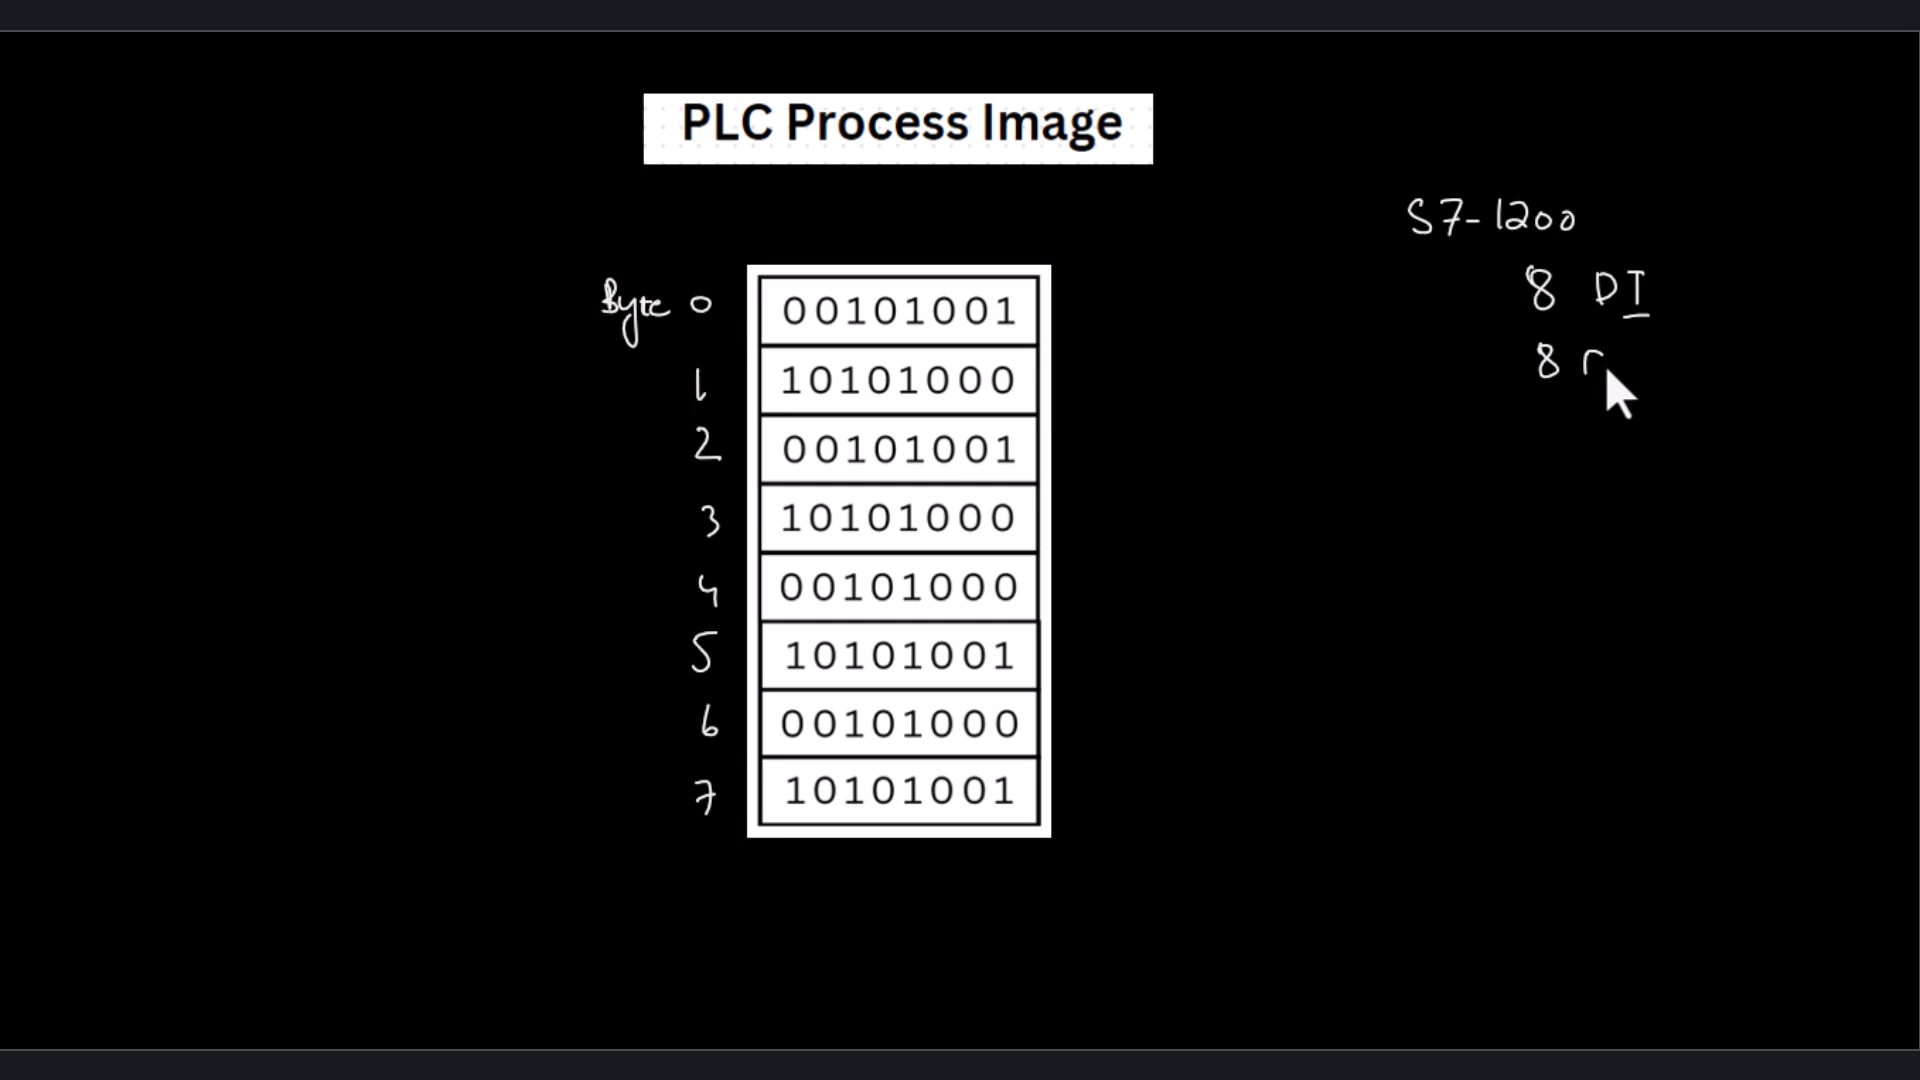 PLC Process Image
S7-1200
8 DI
8
Byte 0 00101001
1 10101000
2 00101001
3 10101000
4 00101000
5 10101001
6 00101000
7 10101001